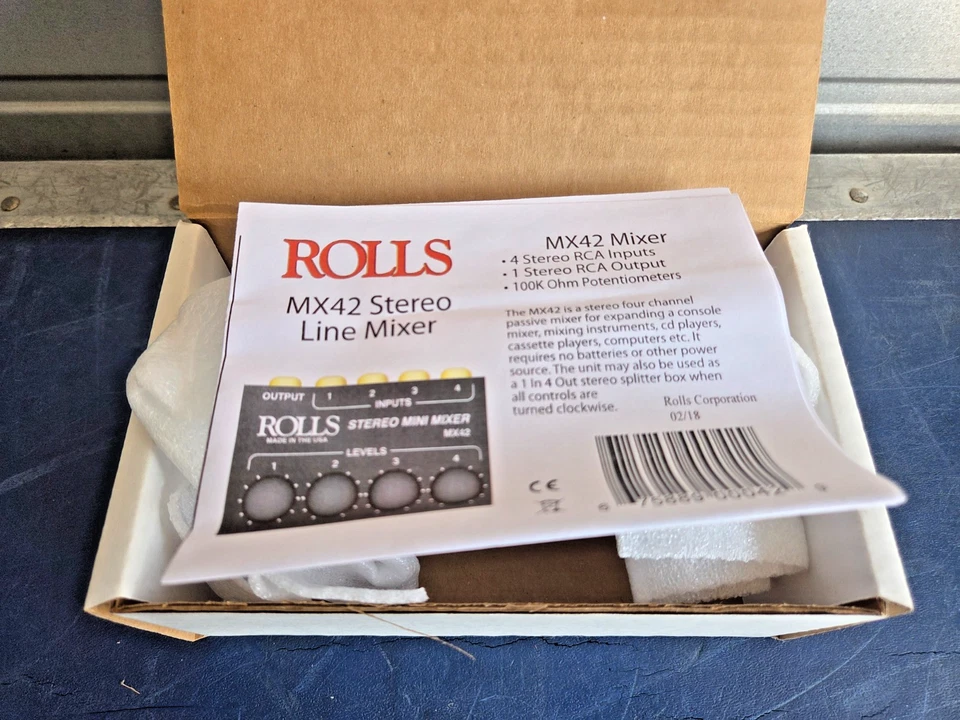 ROLLS
MX42 Stereo
Line Mixer
OUTPUT 1 2 3 4
INPUTS
ROLLS STEREO MINI MIXER
MADE IN THE USA
MX42
LEVELS
1 2 3 4
MX42 Mixer
• 4 Stereo RCA Inputs
• 1 Stereo RCA Output
• 100K Ohm Potentiometers
The MX42 is a stereo four channel
passive mixer for expanding a console
mixer, mixing instruments, cd players,
cassette players, computers etc. It
requires no batteries or other power
source. The unit may also be used as
a 1 In 4 Out stereo splitter box when
all controls are
turned clockwise.
Rolls Corporation
02/18
CE